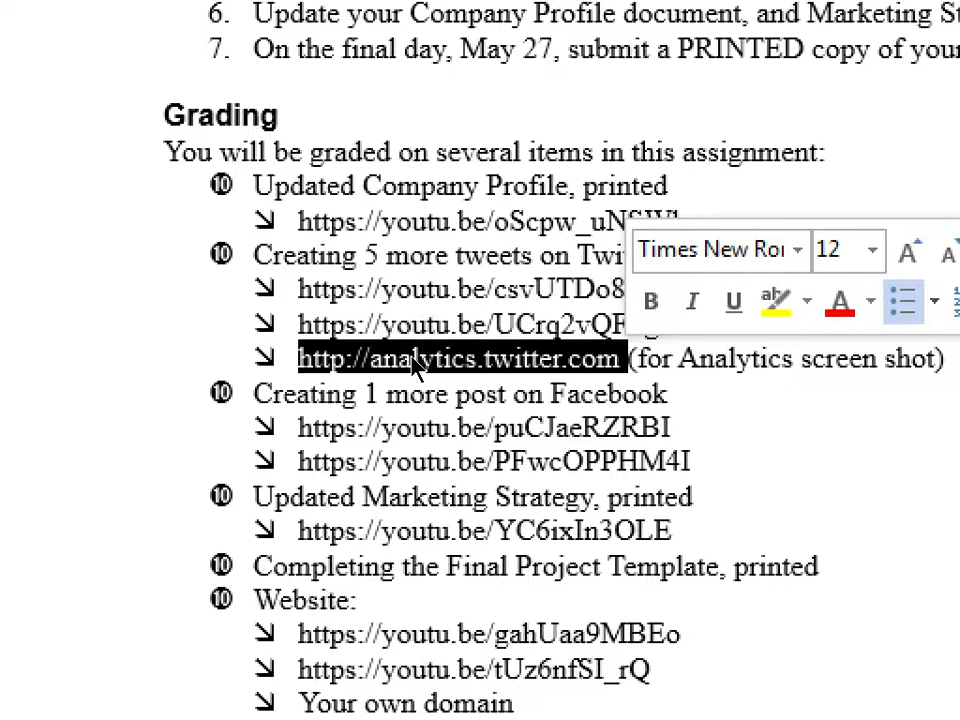 6. Update your Company Profile document, and Marketing
7. On the final day, May 27, submit a PRINTED copy of your
Grading
You will be graded on several items in this assignment:
❿ Updated Company Profile, printed
⇲ https://youtu.be/oScpw_
❿ Creating 5 more tweets on
⇲ https://youtu.be/csvUTDo8
⇲ https://youtu.be/UCrq2vQF
⇲ http://analytics.twitter.com (for Analytics screen shot)
❿ Creating 1 more post on Facebook
⇲ https://youtu.be/puCJaeRZRBI
⇲ https://youtu.be/PFwcOPPHM4I
❿ Updated Marketing Strategy, printed
⇲ https://youtu.be/YC6ixIn3OLE
❿ Completing the Final Project Template, printed
❿ Website:
⇲ https://youtu.be/gahUaa9MBEo
⇲ https://youtu.be/tUz6nfSI_rQ
⇲ Your own domain
Times New Ro 12 A A
B I U ab A